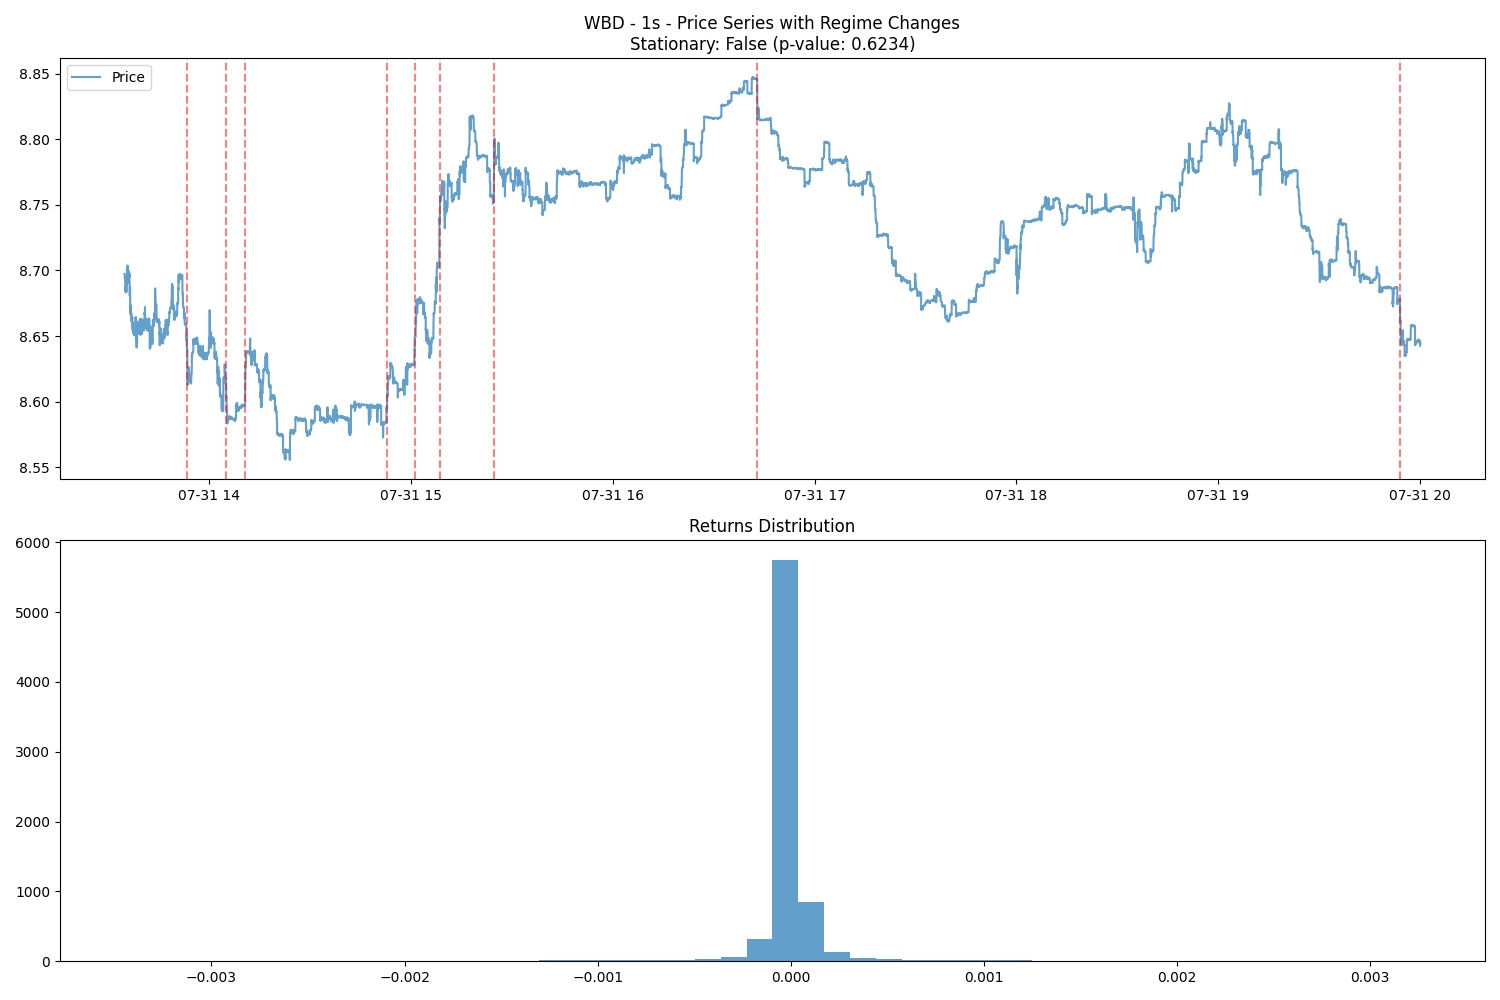 WBD - 1s - Price Series with Regime Changes
Stationary: False (p-value: 0.6234)
Price
8.85
8.80
8.75
8.70
8.65
8.60
8.55
07-31 14 07-31 15 07-31 16 07-31 17 07-31 18 07-31 19 07-31 20
Returns Distribution
6000
5000
4000
3000
2000
1000
0
−0.003 −0.002 −0.001 0.000 0.001 0.002 0.003